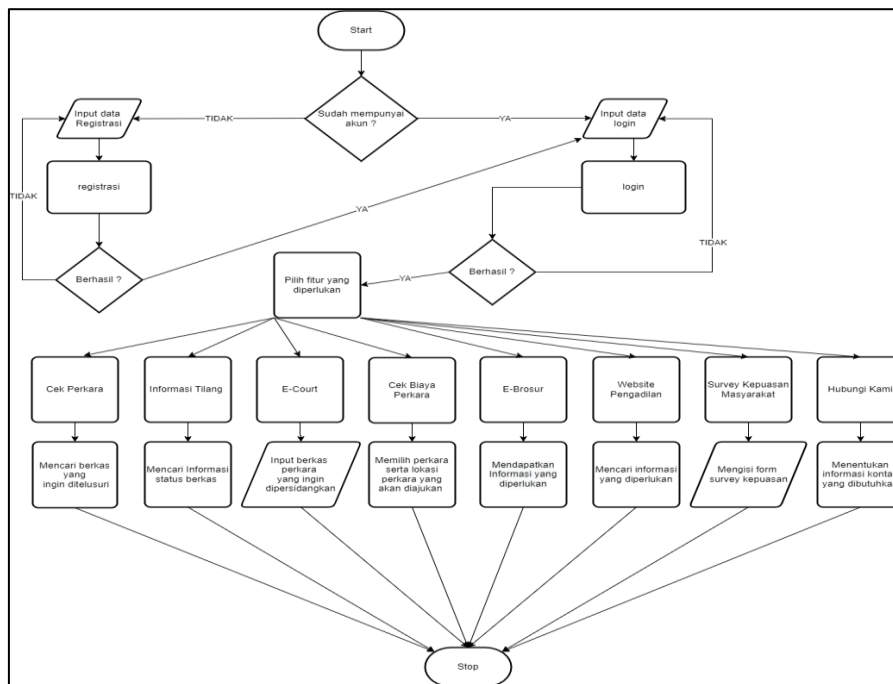 Start
Sudah mempunyai
akun ?
TIDAK
YA
Input data
Registrasi
Input data
login
registrasi
login
TIDAK
YA
TIDAK
Berhasil ?
Berhasil ?
YA
Pilih fitur yang
diperlukan
Cek Perkara
Informasi Tilang
E-Court
Cek Biaya
Perkara
E-Brosur
Website
Pengadilan
Survey Kepuasan
Masyarakat
Hubungi Kami
Mencari berkas
yang
ingin ditelusuri
Mencari Informasi
status berkas
Input berkas
perkara
yang ingin
dipersidangkan
Memilih perkara
serta lokasi
perkara yang
akan diajukan
Mendapatkan
Informasi yang
diperlukan
Mencari informasi
yang diperlukan
Mengisi form
survey kepuasan
Menentukan
informasi kontak
yang dibutuhkan
Stop